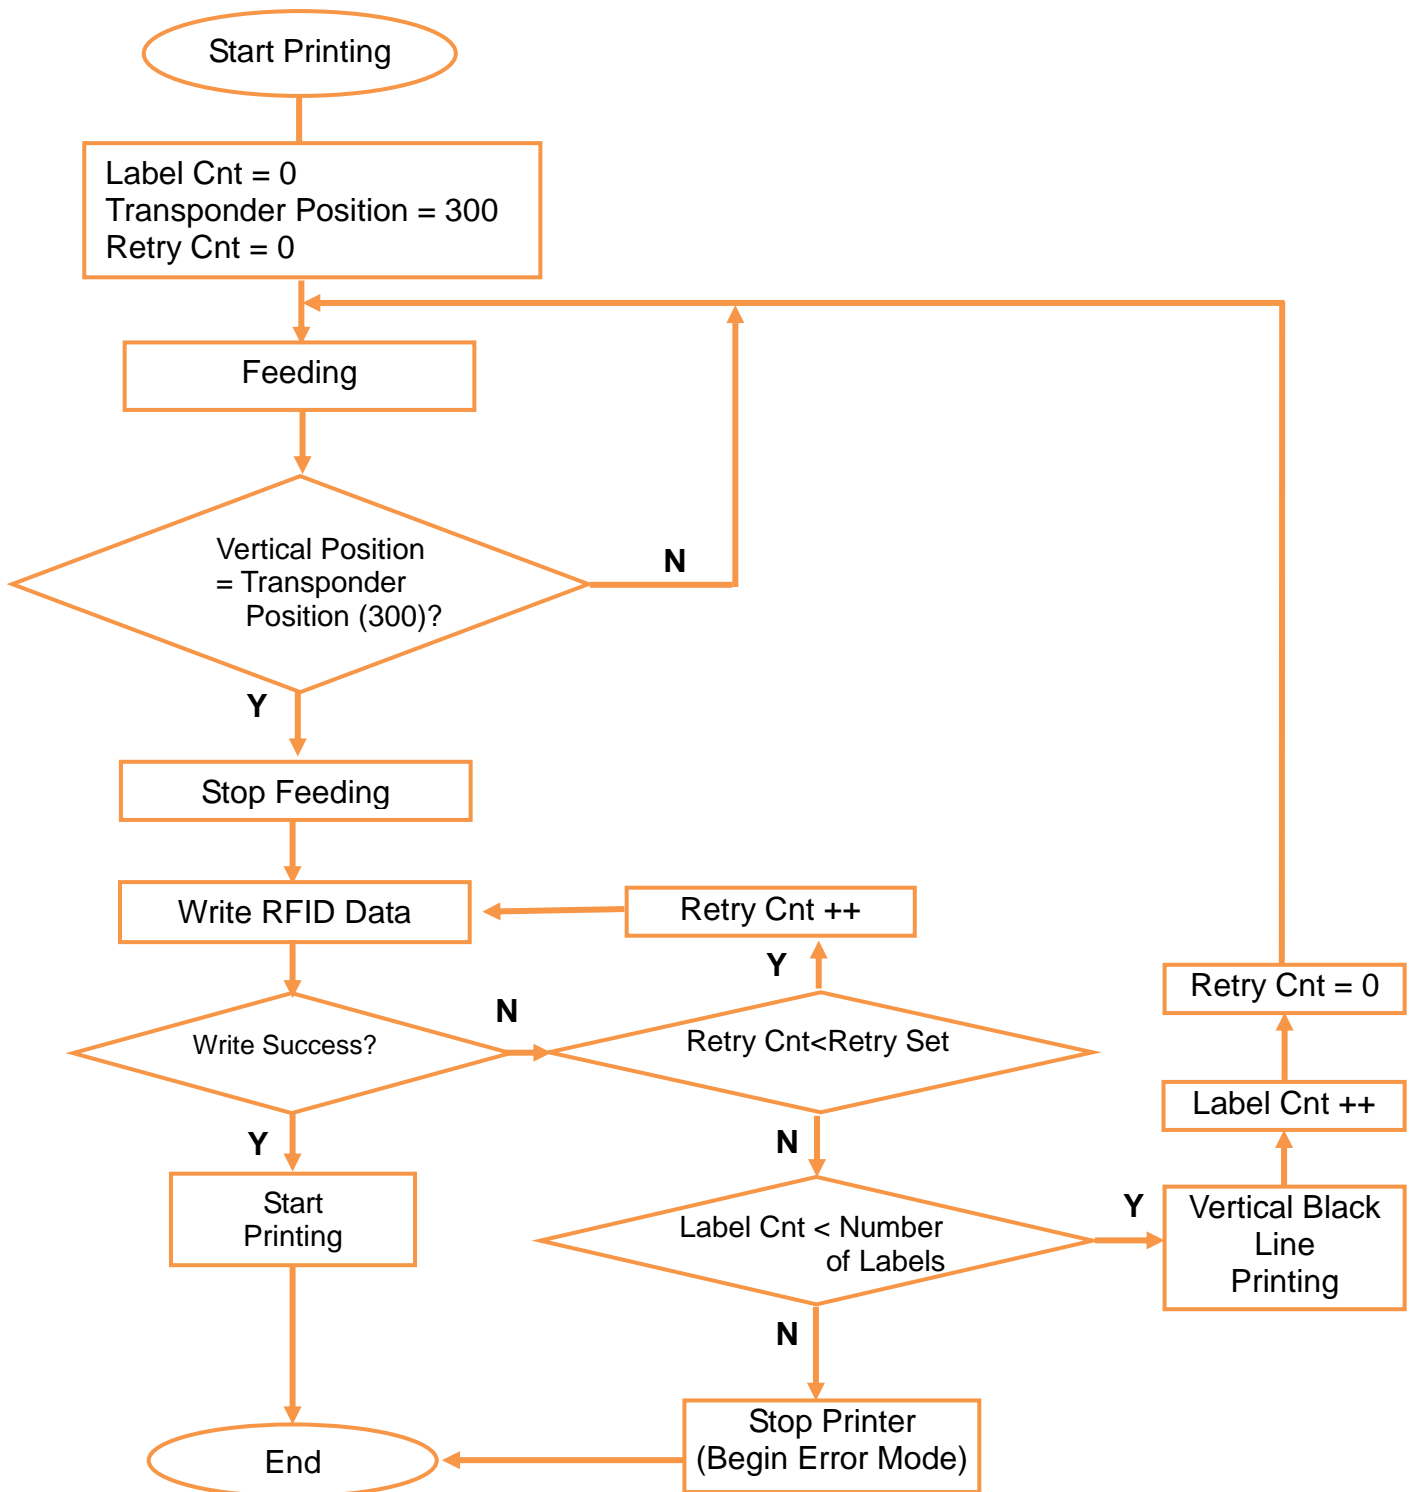 Start Printing
Label Cnt = 0
Transponder Position = 300
Retry Cnt = 0
Feeding
Vertical Position
= Transponder
Position (300)?
N
Y
Stop Feeding
Write RFID Data
Retry Cnt ++
Y
Write Success?
N
Retry Cnt<Retry Set
Retry Cnt = 0
Label Cnt ++
Y
N
Start
Printing
Label Cnt < Number
of Labels
Y
Vertical Black
Line
Printing
N
Stop Printer
(Begin Error Mode)
End